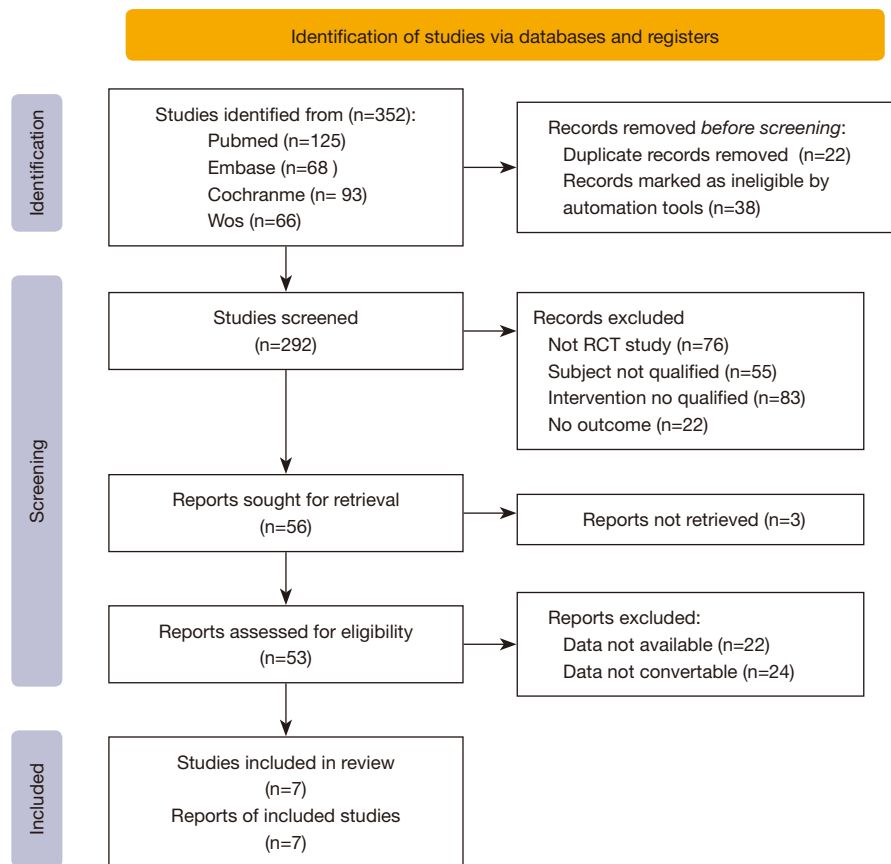 Identification of studies via databases and registers
Identification
Studies identified from (n=352):
Pubmed (n=125)
Embase (n=68 )
Cochranme (n= 93)
Wos (n=66)
Records removed before screening:
Duplicate records removed (n=22)
Records marked as ineligible by
automation tools (n=38)
Screening
Studies screened
(n=292)
Records excluded
Not RCT study (n=76)
Subject not qualified (n=55)
Intervention no qualified (n=83)
No outcome (n=22)
Reports sought for retrieval
(n=56)
Reports not retrieved (n=3)
Reports assessed for eligibility
(n=53)
Reports excluded:
Data not available (n=22)
Data not convertable (n=24)
Included
Studies included in review
(n=7)
Reports of included studies
(n=7)